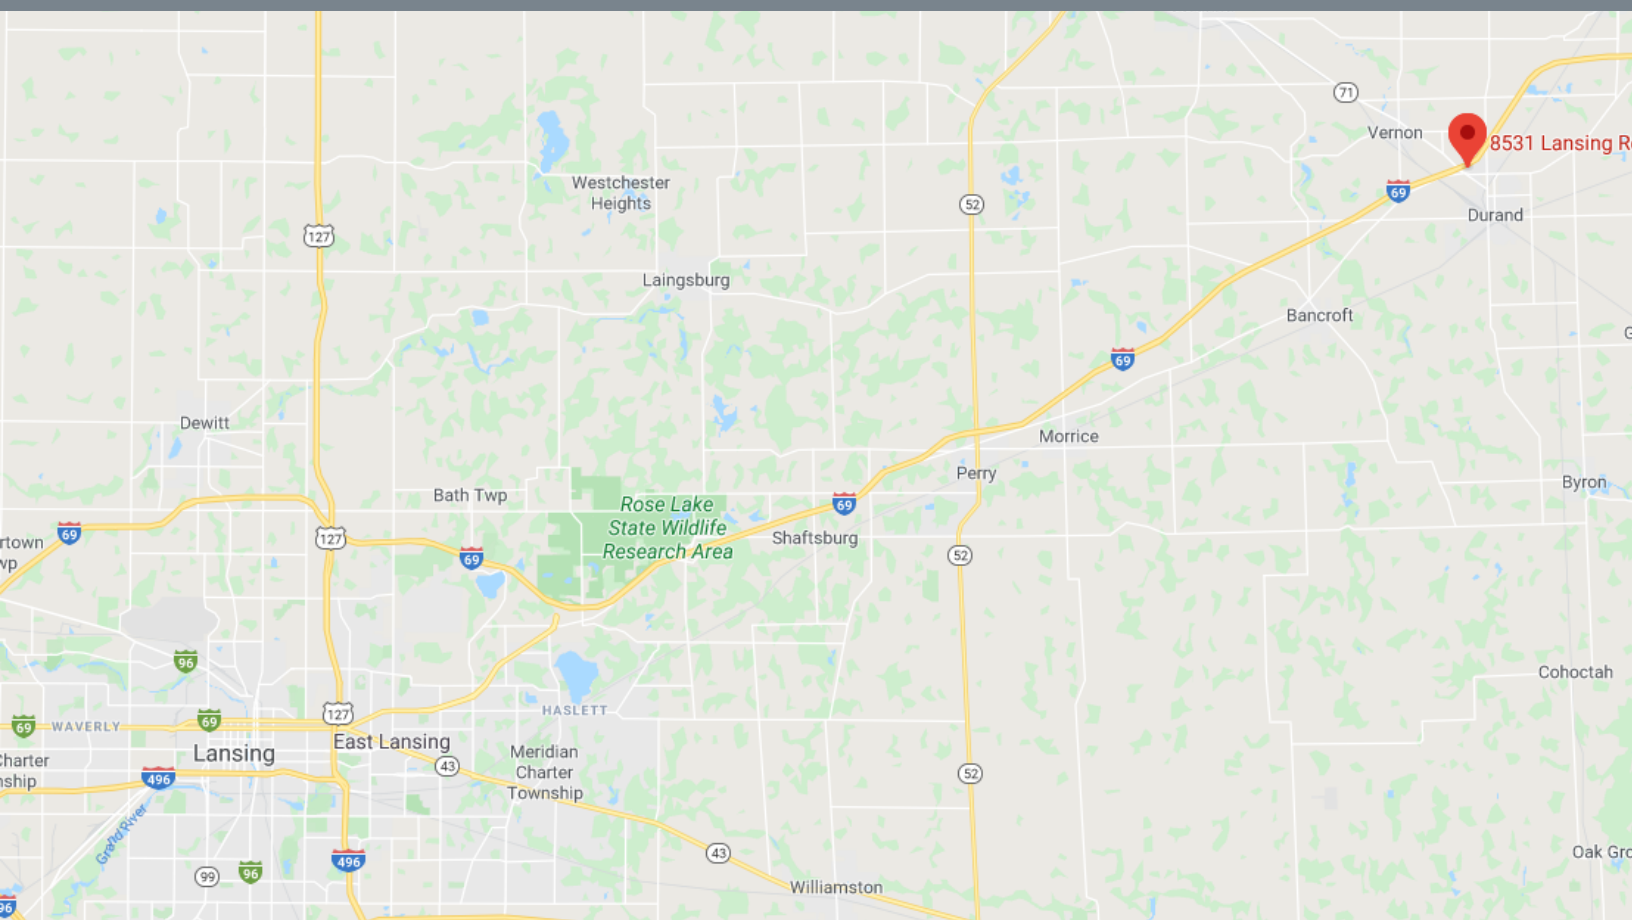 71
Vernon
8531 Lansing R
69
Durand
Westchester
Heights
52
127
Laingsburg
Bancroft
69
Dewitt
Morrice
Perry
Byron
Bath Twp
Rose Lake
State Wildlife
Research Area
69
Shaftsburg
69
rtown
wp
127
69
52
96
Cohoctah
HASLETT
127
69
WAVERLY
69
Lansing
East Lansing
43
Meridian
Charter
Township
Charter
nship
496
52
Grand River
43
Oak Gro
99
96
496
Williamston
96